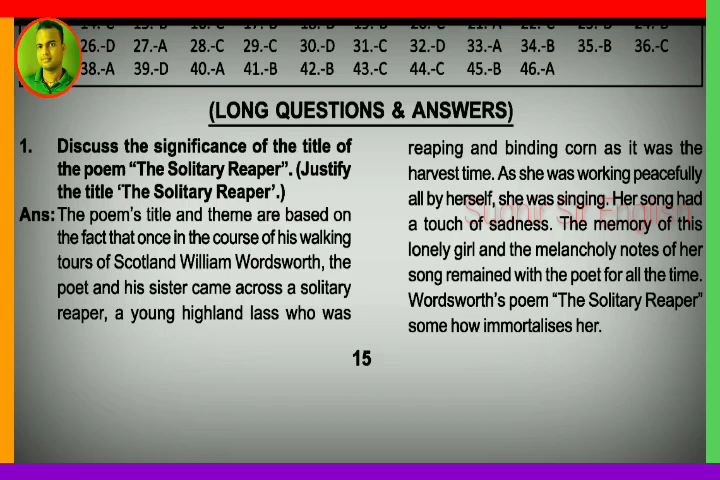 26.-D 27.-A 28.-C 29.-C 30.-D 31.-C 32.-D 33.-A 34.-B 35.-B 36.-C
38.-A 39.-D 40.-A 41.-B 42.-B 43.-C 44.-C 45.-B 46.-A
(LONG QUESTIONS & ANSWERS)
1. Discuss the significance of the title of
the poem “The Solitary Reaper”. (Justify
the title ‘The Solitary Reaper’.)
Ans: The poem's title and theme are based on
the fact that once in the course of his walking
tours of Scotland William Wordsworth, the
poet and his sister came across a solitary
reaper, a young highland lass who was
reaping and binding corn as it was the
harvest time. As she was working peacefully
all by herself, she was singing. Her song had
a touch of sadness. The memory of this
lonely girl and the melancholy notes of her
song remained with the poet for all the time.
Wordsworth's poem “The Solitary Reaper”
some how immortalises her.
Sudhir Sir English
15